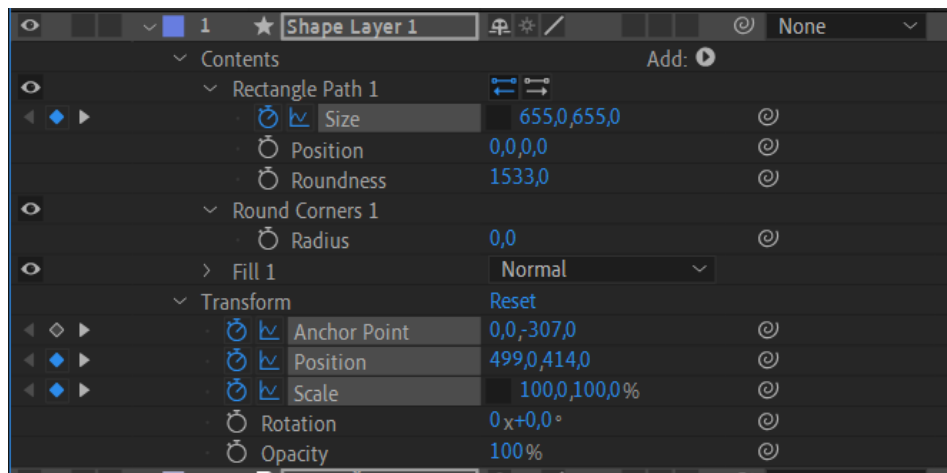 1 Shape Layer 1 None
Contents Add:
Rectangle Path 1
Size 655,0,655,0
Position 0,0,0,0
Roundness 1533,0
Round Corners 1
Radius 0,0
Fill 1 Normal
Transform Reset
Anchor Point 0,0,-307,0
Position 499,0,414,0
Scale 100,0,100,0%
Rotation 0x+0,0°
Opacity 100%